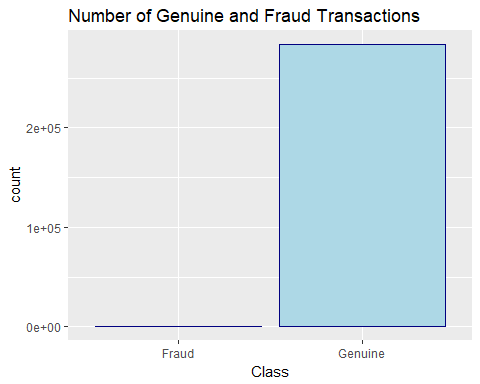 Number of Genuine and Fraud Transactions
count
2e+05
1e+05
0e+00
Fraud
Genuine
Class